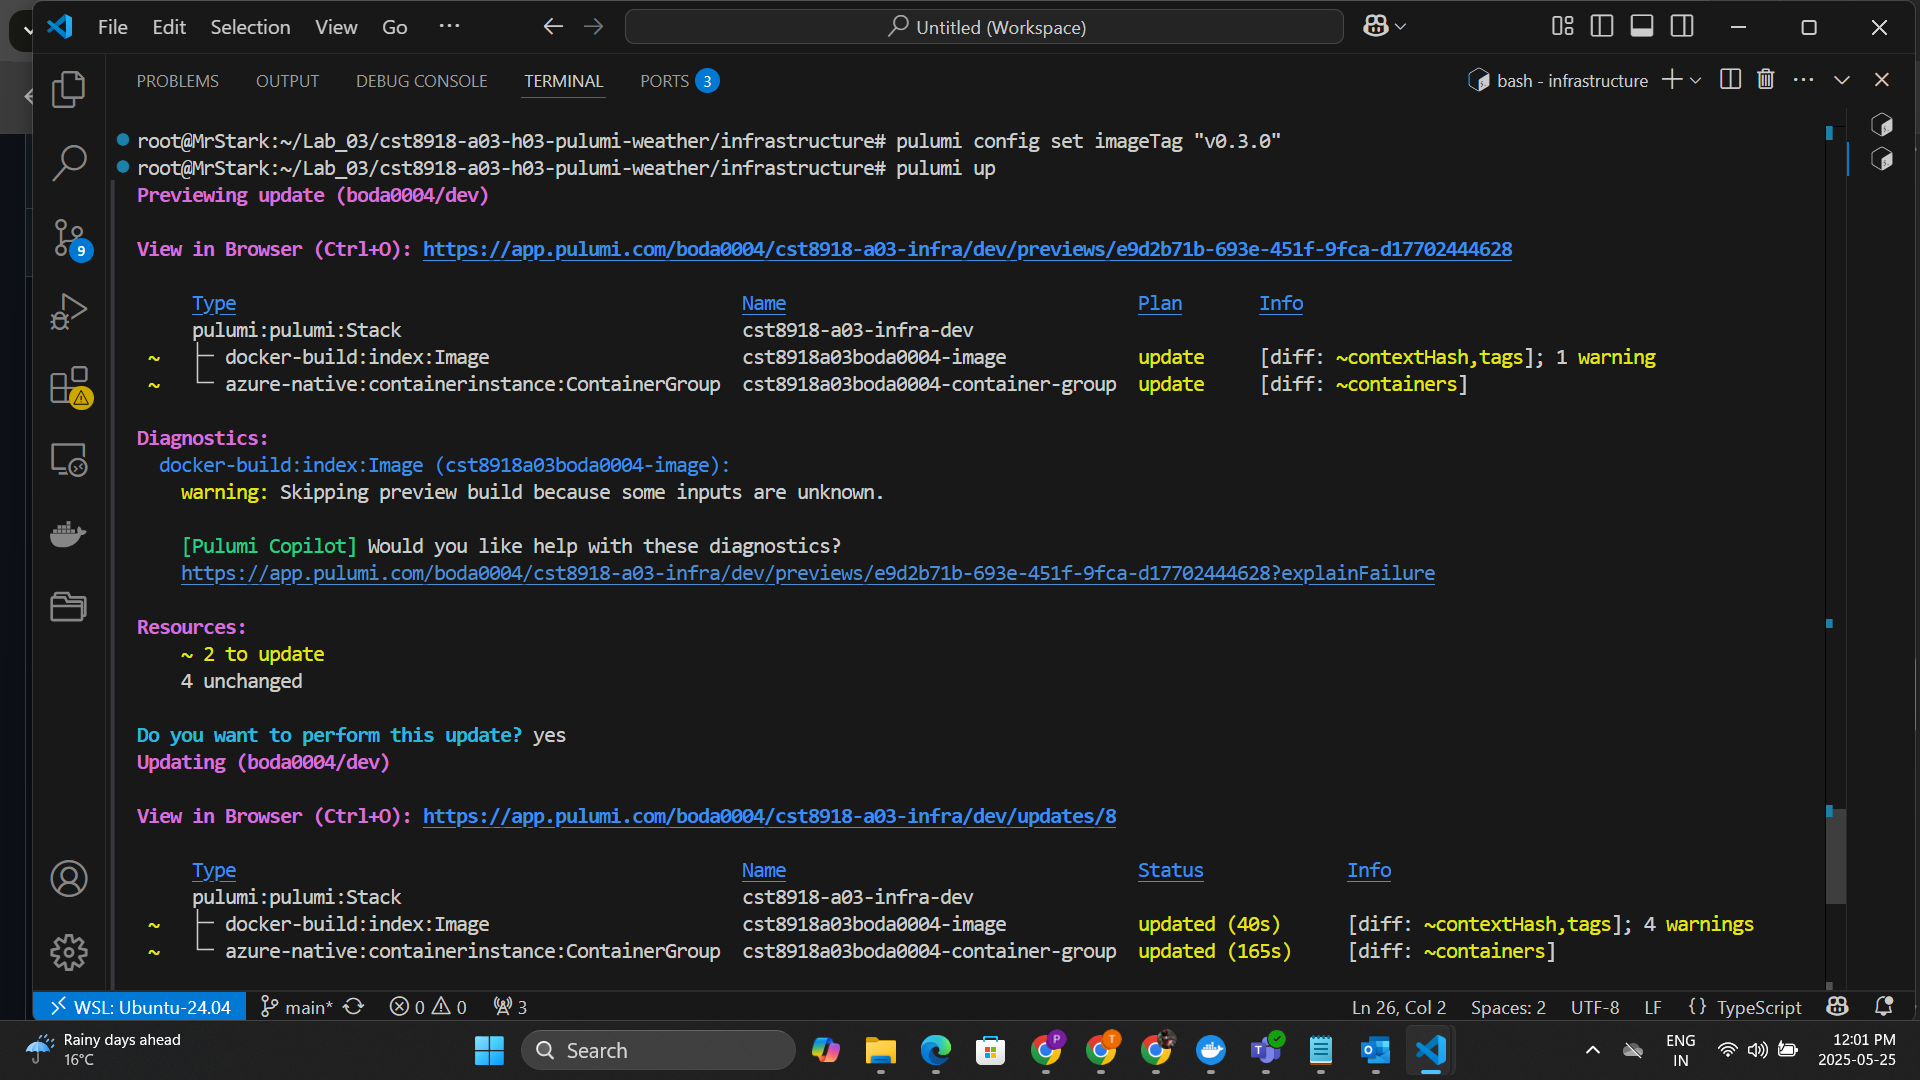 File Edit Selection View Go ··· Untitled (Workspace)
PROBLEMS OUTPUT DEBUG CONSOLE TERMINAL PORTS 3 bash - infrastructure
root@MrStark:~/Lab_03/cst8918-a03-h03-pulumi-weather/infrastructure# pulumi config set imageTag "v0.3.0"
root@MrStark:~/Lab_03/cst8918-a03-h03-pulumi-weather/infrastructure# pulumi up
Previewing update (boda0004/dev)
View in Browser (Ctrl+O): https://app.pulumi.com/boda0004/cst8918-a03-infra/dev/previews/e9d2b71b-693e-451f-9fca-d17702444628
Type Name Plan Info
pulumi:pulumi:Stack cst8918-a03-infra-dev
~ ├─ docker-build:index:Image cst8918a03boda0004-image update [diff: ~contextHash,tags]; 1 warning
~ └─ azure-native:containerinstance:ContainerGroup cst8918a03boda0004-container-group update [diff: ~containers]
Diagnostics:
docker-build:index:Image (cst8918a03boda0004-image):
warning: Skipping preview build because some inputs are unknown.
[Pulumi Copilot] Would you like help with these diagnostics?
https://app.pulumi.com/boda0004/cst8918-a03-infra/dev/previews/e9d2b71b-693e-451f-9fca-d17702444628?explainFailure
Resources:
~ 2 to update
4 unchanged
Do you want to perform this update? yes
Updating (boda0004/dev)
View in Browser (Ctrl+O): https://app.pulumi.com/boda0004/cst8918-a03-infra/dev/updates/8
Type Name Status Info
pulumi:pulumi:Stack cst8918-a03-infra-dev
~ ├─ docker-build:index:Image cst8918a03boda0004-image updated (40s) [diff: ~contextHash,tags]; 4 warnings
~ └─ azure-native:containerinstance:ContainerGroup cst8918a03boda0004-container-group updated (165s) [diff: ~containers]
9
WSL: Ubuntu-24.04 main* 0 0 3 Ln 26, Col 2 Spaces: 2 UTF-8 LF {} TypeScript
Rainy days ahead
16°C
Search
P
T
ENG
IN
12:01 PM
2025-05-25